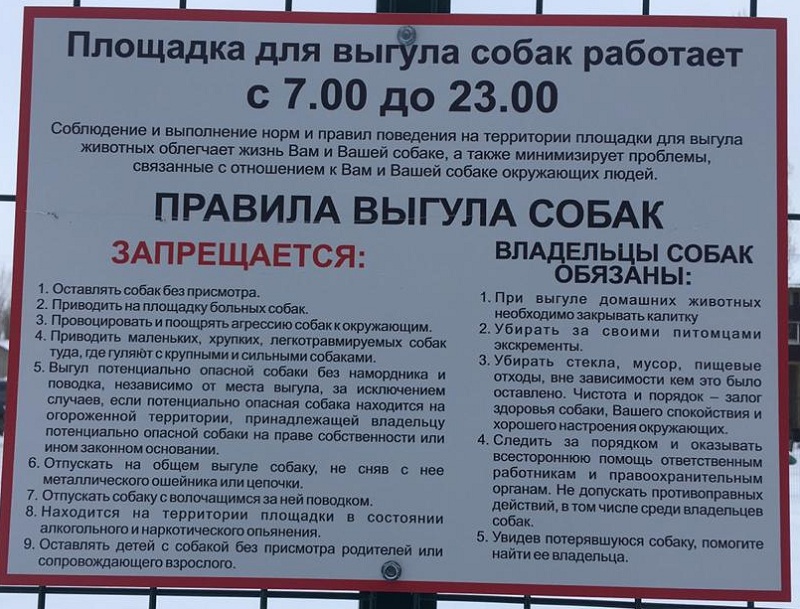 Площадка для выгула собак работает
с 7.00 до 23.00
Соблюдение и выполнение норм и правил поведения на территории площадки для выгула
животных облегчает жизнь Вам и Вашей собаке, а также минимизирует проблемы,
связанные с отношением к Вам и Вашей собаке окружающих людей.
ПРАВИЛА ВЫГУЛА СОБАК
ЗАПРЕЩАЕТСЯ:
1. Оставлять собак без присмотра.
2. Приводить на площадку больных собак.
3. Провоцировать и поощрять агрессию собак к окружающим.
4. Приводить маленьких, хрупких, легкотравмируемых собак
туда, где гуляют с крупными и сильными собаками.
5. Выгул потенциально опасной собаки без намордника и
поводка, независимо от места выгула, за исключением
случаев, если потенциально опасная собака находится на
огороженной территории, принадлежащей владельцу
потенциально опасной собаки на праве собственности или
ином законном основании.
6. Отпускать на общем выгуле собаку, не сняв с нее
металлического ошейника или цепочки.
7. Отпускать собаку с волочащимся за ней поводком.
8. Находится на территории площадки в состоянии
алкогольного и наркотического опьянения.
9. Оставлять детей с собакой без присмотра родителей или
сопровождающего взрослого.
ВЛАДЕЛЬЦЫ СОБАК
ОБЯЗАНЫ:
1. При выгуле домашних животных
необходимо закрывать калитку
2. Убирать за своими питомцами
экскременты.
3. Убирать стекла, мусор, пищевые
отходы, вне зависимости кем это было
оставлено. Чистота и порядок – залог
здоровья собаки, Вашего спокойствия и
хорошего настроения окружающих.
4. Следить за порядком и оказывать
всестороннюю помощь ответственным
работникам и правоохранительным
органам. Не допускать противоправных
действий, в том числе среди владельцев
собак.
5. Увидев потерявшуюся собаку, помогите
найти ее владельца.